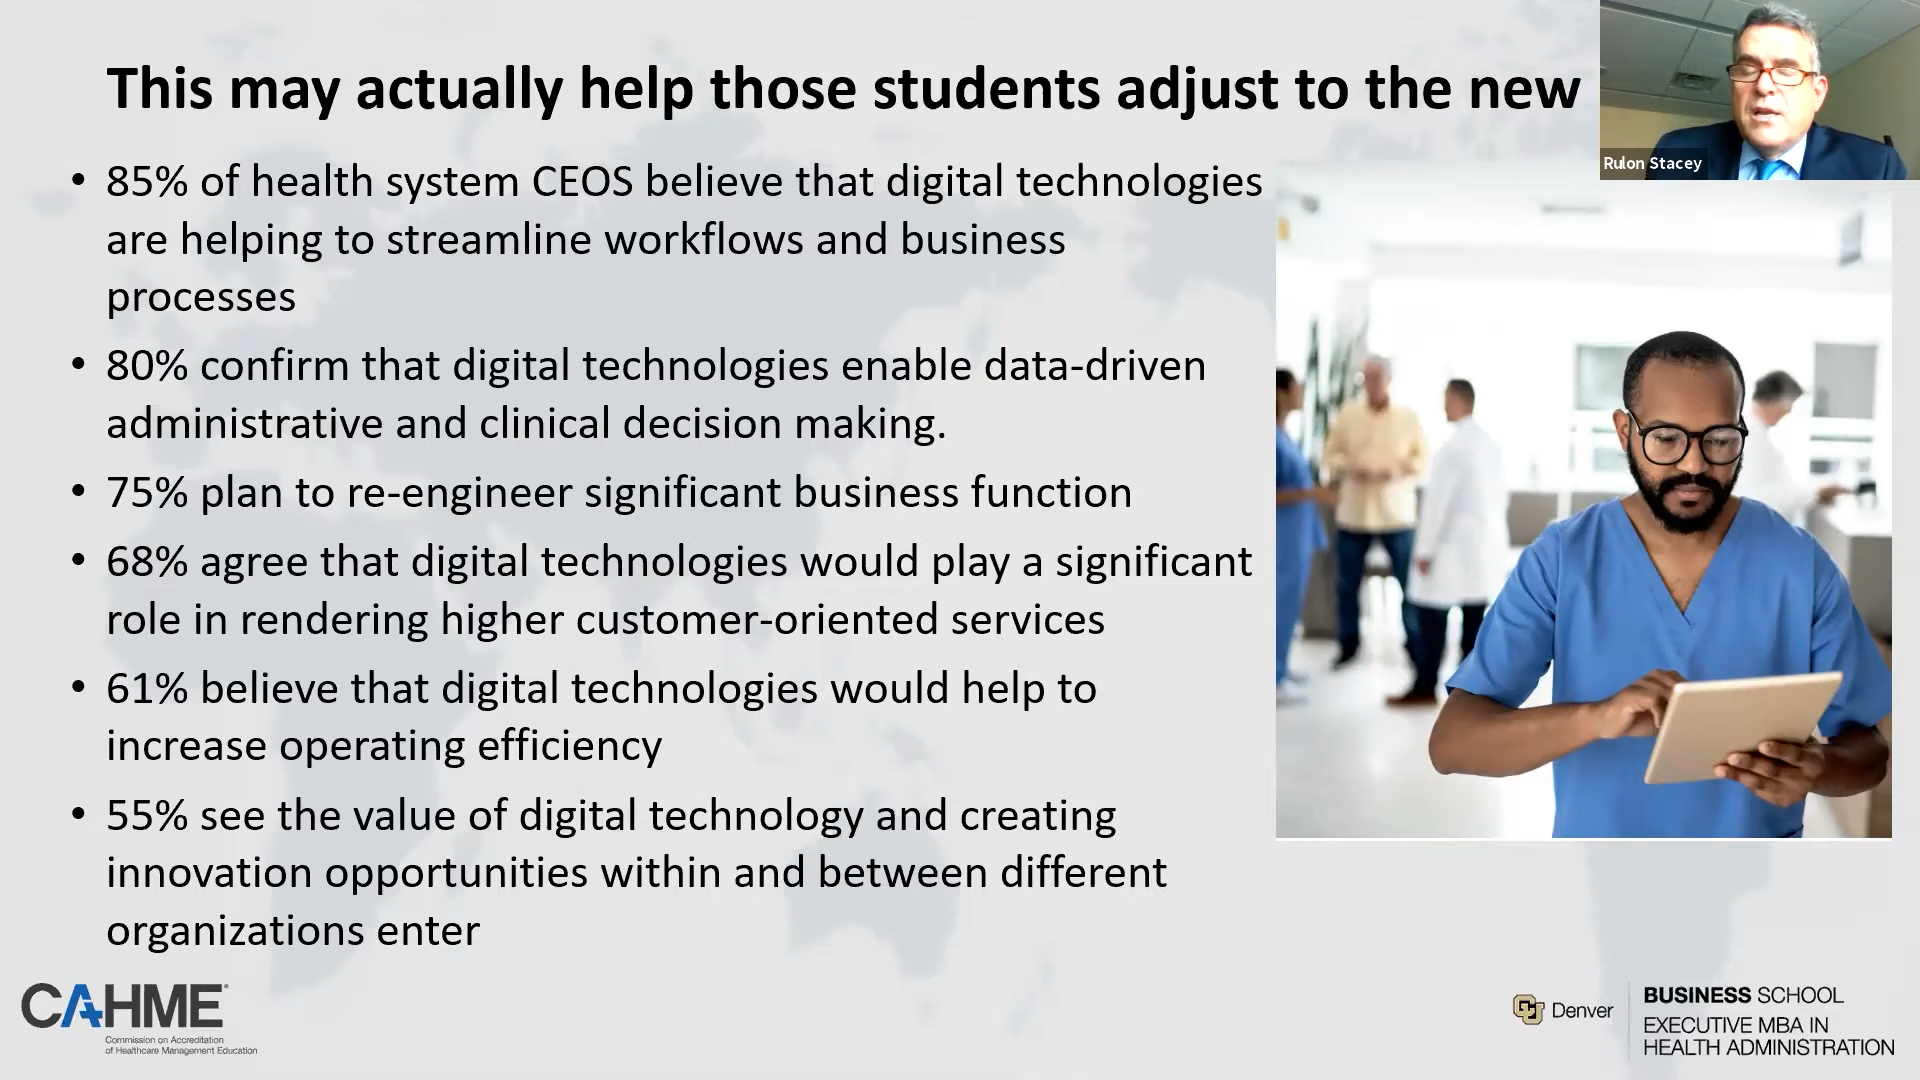 This may actually help those students adjust to the new
Rulon Stacey
• 85% of health system CEOS believe that digital technologies
are helping to streamline workflows and business
processes
• 80% confirm that digital technologies enable data-driven
administrative and clinical decision making.
• 75% plan to re-engineer significant business function
• 68% agree that digital technologies would play a significant
role in rendering higher customer-oriented services
• 61% believe that digital technologies would help to
increase operating efficiency
• 55% see the value of digital technology and creating
innovation opportunities within and between different
organizations enter
CAHME®
Commission on Accreditation
of Healthcare Management Education
CU Denver
BUSINESS SCHOOL
EXECUTIVE MBA IN
HEALTH ADMINISTRATION